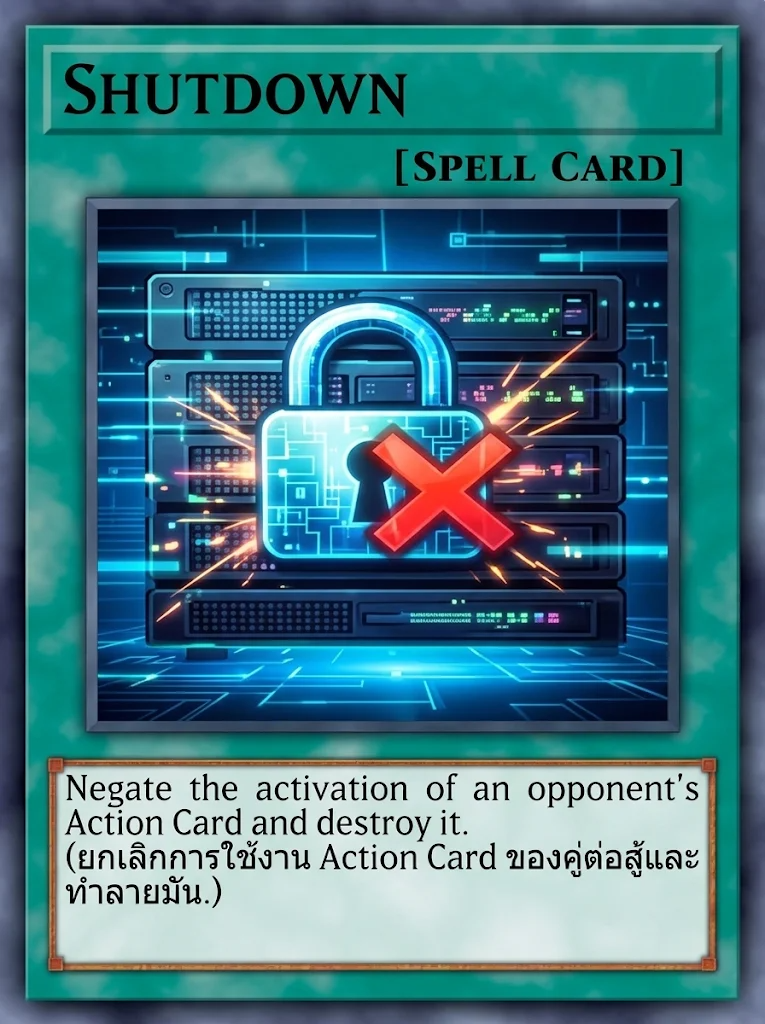 SHUTDOWN
[SPELL CARD]
Negate the activation of an opponent's
Action Card and destroy it.
(ยกเลิกการใช้งาน Action Card ของคู่ต่อสู้และ
ทำลายมัน.)